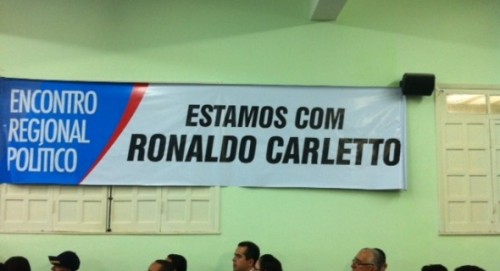 ENCONTRO
REGIONAL
POLÍTICO
ESTAMOS COM
RONALDO CARLETTO